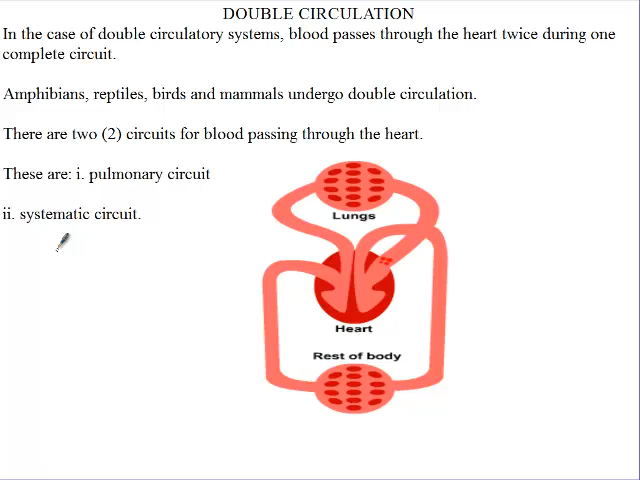 DOUBLE CIRCULATION
In the case of double circulatory systems, blood passes through the heart twice during one
complete circuit.
Amphibians, reptiles, birds and mammals undergo double circulation.
There are two (2) circuits for blood passing through the heart.
These are: i. pulmonary circuit
ii. systematic circuit.
Lungs
Heart
Rest of body